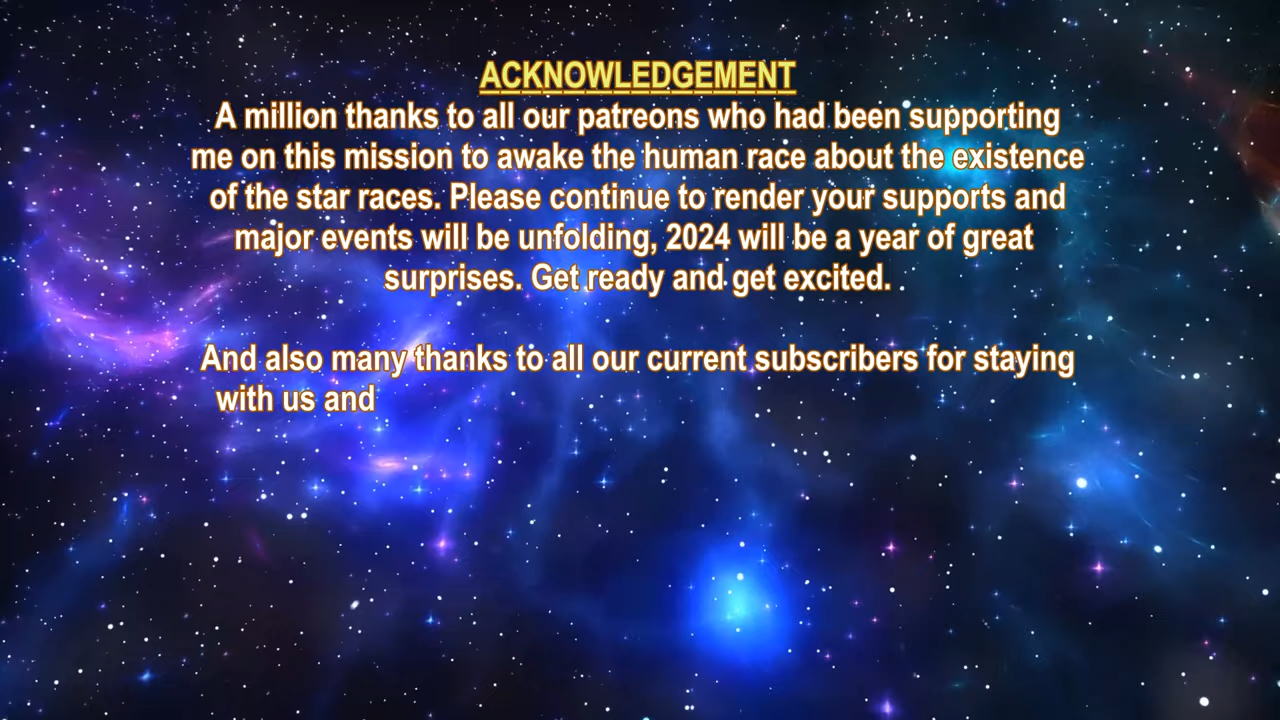 ACKNOWLEDGEMENT
A million thanks to all our patreons who had been supporting
me on this mission to awake the human race about the existence
of the star races. Please continue to render your supports and
major events will be unfolding, 2024 will be a year of great
surprises. Get ready and get excited.
And also many thanks to all our current subscribers for staying
with us and